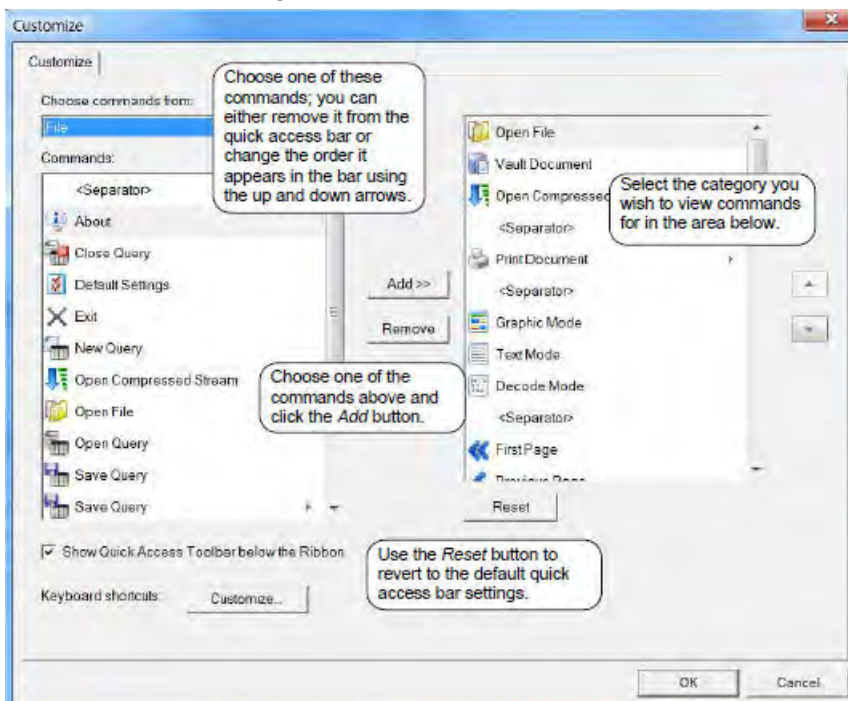 Customize
Customize
Choose commands from:
File
Commands:
<Separator>
About
Close Query
Default Settings
Exit
New Query
Open Compressed Stream
Open File
Open Query
Save Query
Save Query
Choose one of these
commands; you can
either remove it from the
quick access bar or
change the order it
appears in the bar using
the up and down arrows.
Add >>
Remove
Choose one of the
commands above and
click the Add button.
Open File
Vault Document
Open Compressed
<Separator>
Print Document
<Separator>
Graphic Mode
Text Mode
Decode Mode
<Separator>
First Page
Select the category you
wish to view commands
for in the area below.
Reset
Show Quick Access Toolbar below the Ribbon
Use the Reset button to
revert to the default quick
access bar settings.
Keyboard shortcuts:
Customize...
OK
Cancel